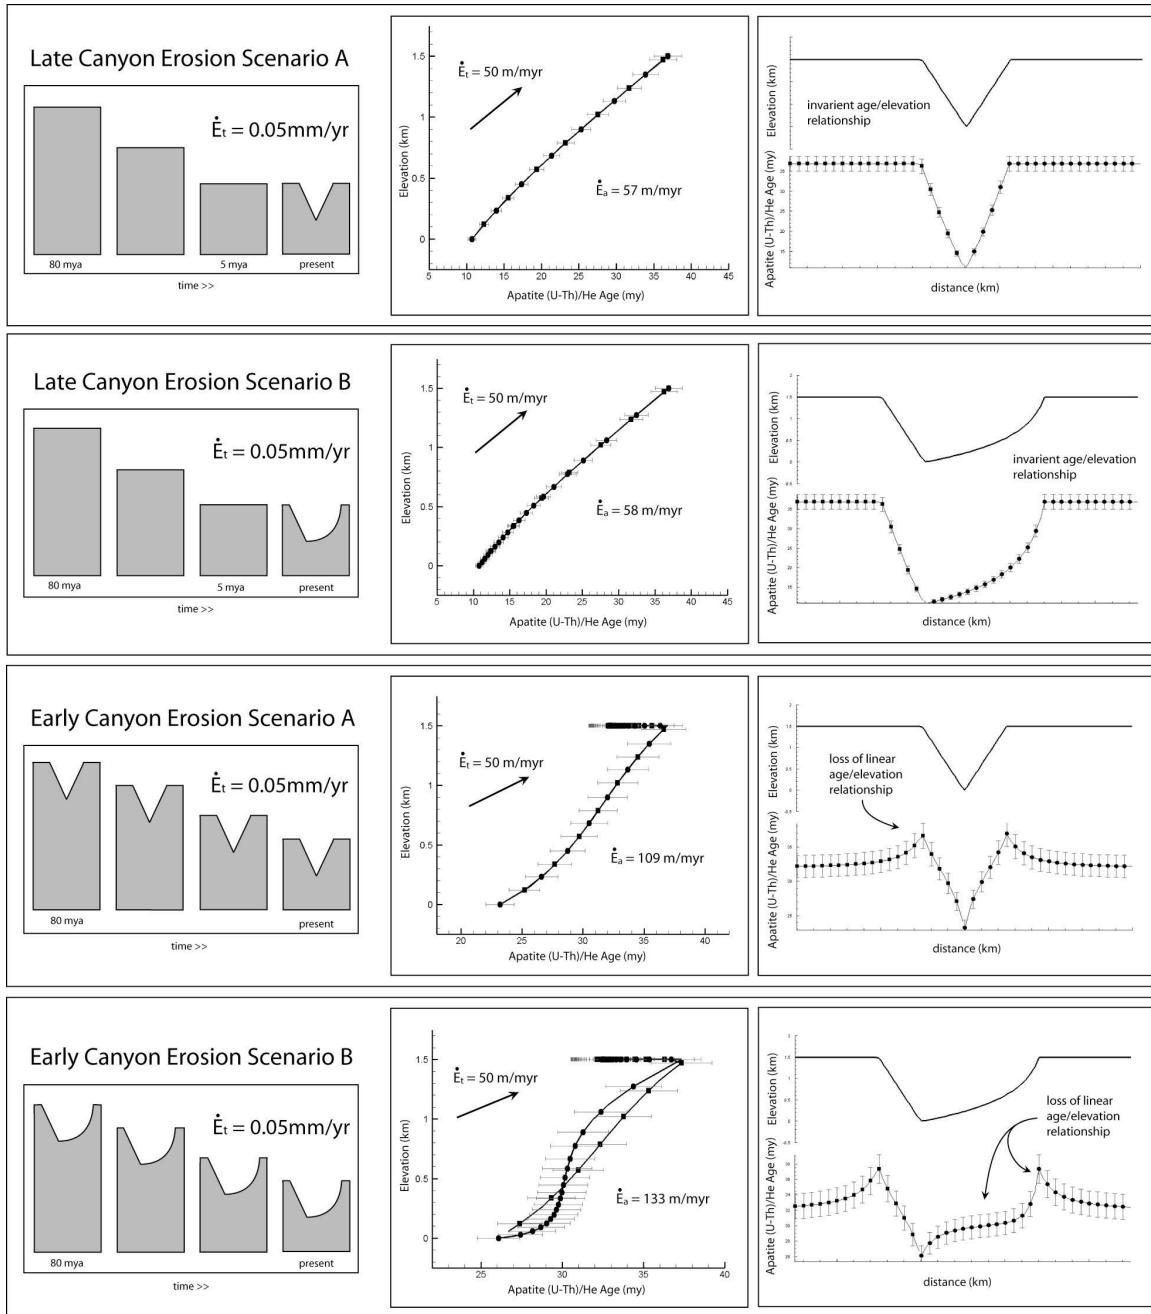 Late Canyon Erosion Scenario A
Ėt = 0.05mm/yr
80 mya
5 mya
present
time >>
Elevation (km)
1.5
1
0.5
0
Ėt = 50 m/myr
Ėa = 57 m/myr
5
10
15
20
25
30
35
40
45
Apatite (U-Th)/He Age (my)
Elevation (km)
invarient age/elevation
relationship
Apatite (U-Th)/He Age (my)
distance (km)
Late Canyon Erosion Scenario B
Ėt = 0.05mm/yr
80 mya
5 mya
present
time >>
Elevation (km)
1.5
1
0.5
0
Ėt = 50 m/myr
Ėa = 58 m/myr
5
10
15
20
25
30
35
40
45
Apatite (U-Th)/He Age (my)
Elevation (km)
invarient age/elevation
relationship
Apatite (U-Th)/He Age (my)
distance (km)
Early Canyon Erosion Scenario A
Ėt = 0.05mm/yr
80 mya
present
time >>
Elevation (km)
1.5
1
0.5
0
Ėt = 50 m/myr
Ėa = 109 m/myr
20
25
30
35
40
Apatite (U-Th)/He Age (my)
Elevation (km)
loss of linear
age/elevation
relationship
Apatite (U-Th)/He Age (my)
distance (km)
Early Canyon Erosion Scenario B
Ėt = 0.05mm/yr
80 mya
present
time >>
Elevation (km)
1.5
1
0.5
0
Ėt = 50 m/myr
Ėa = 133 m/myr
25
30
35
40
Apatite (U-Th)/He Age (my)
Elevation (km)
loss of linear
age/elevation
relationship
Apatite (U-Th)/He Age (my)
distance (km)